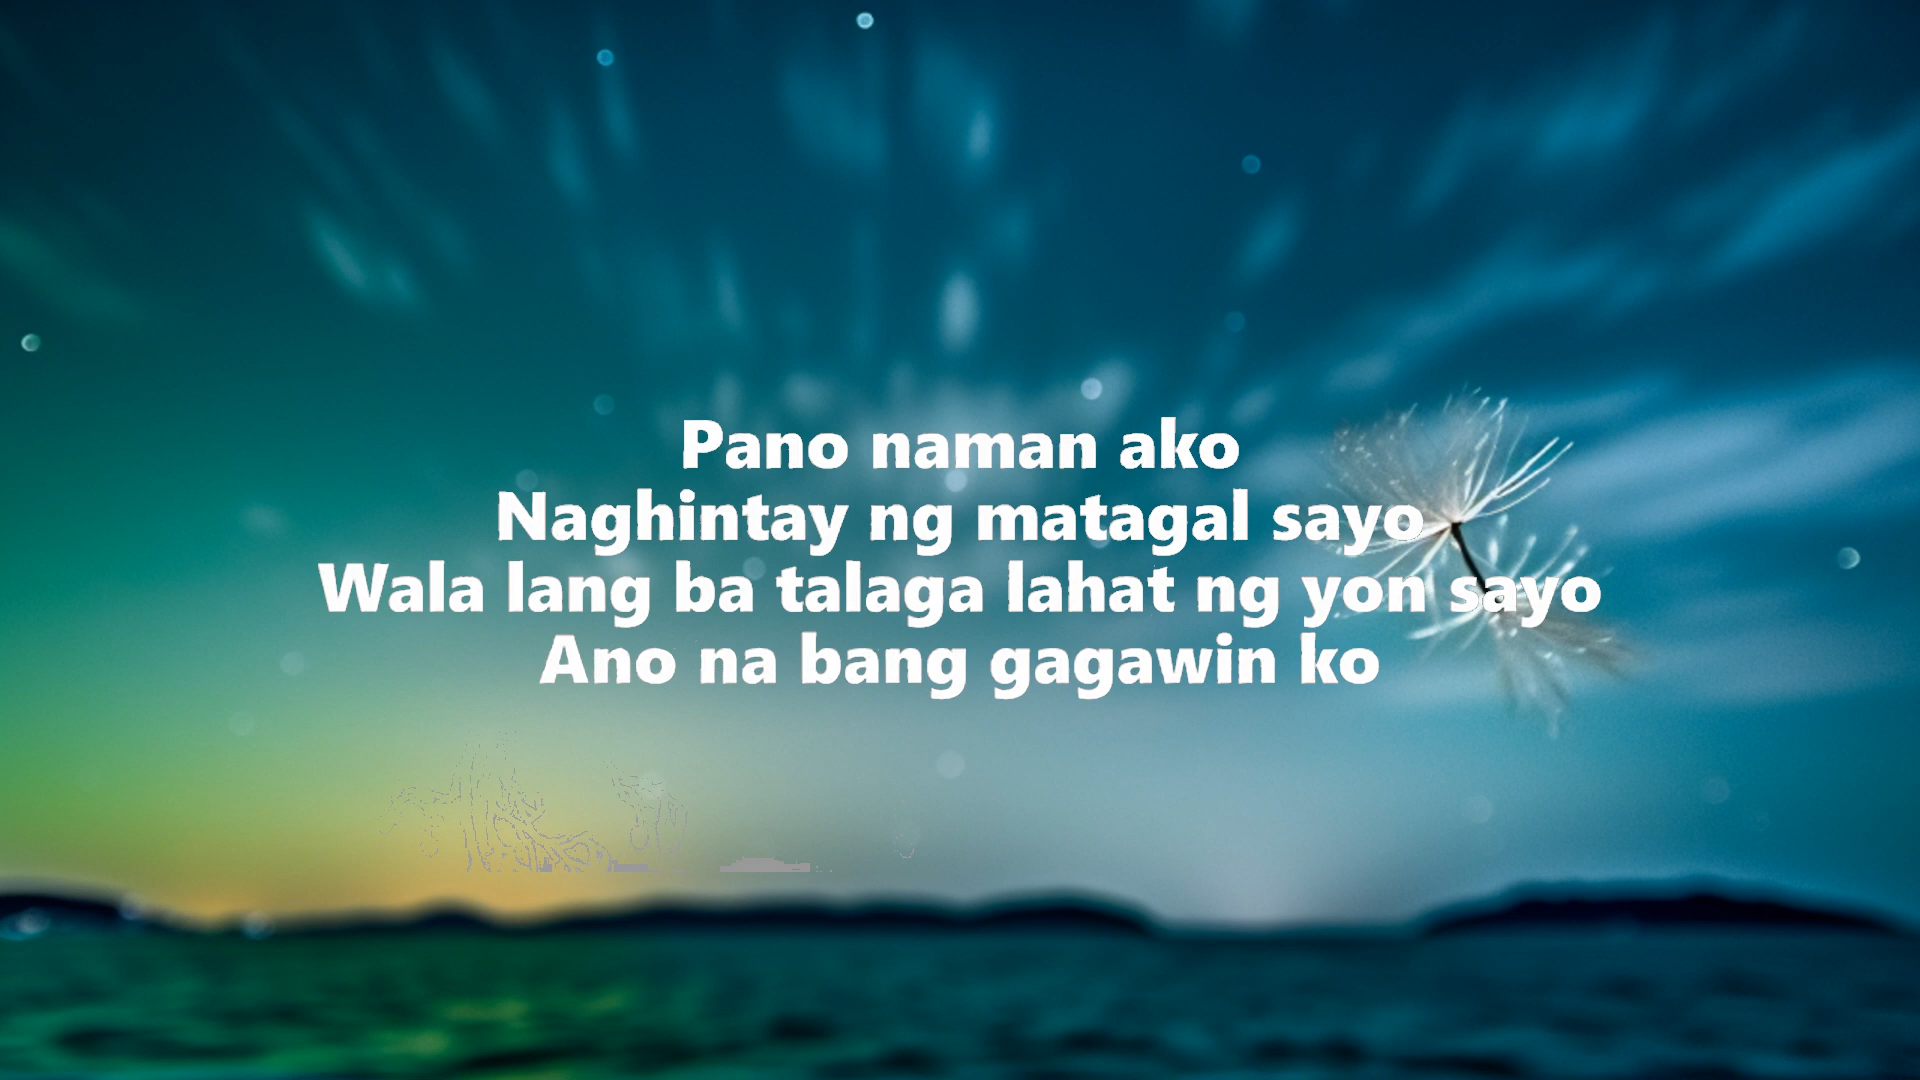 Pano naman ako
Naghintay ng matagal sayo
Wala lang ba talaga lahat ng yon sayo
Ano na bang gagawin ko